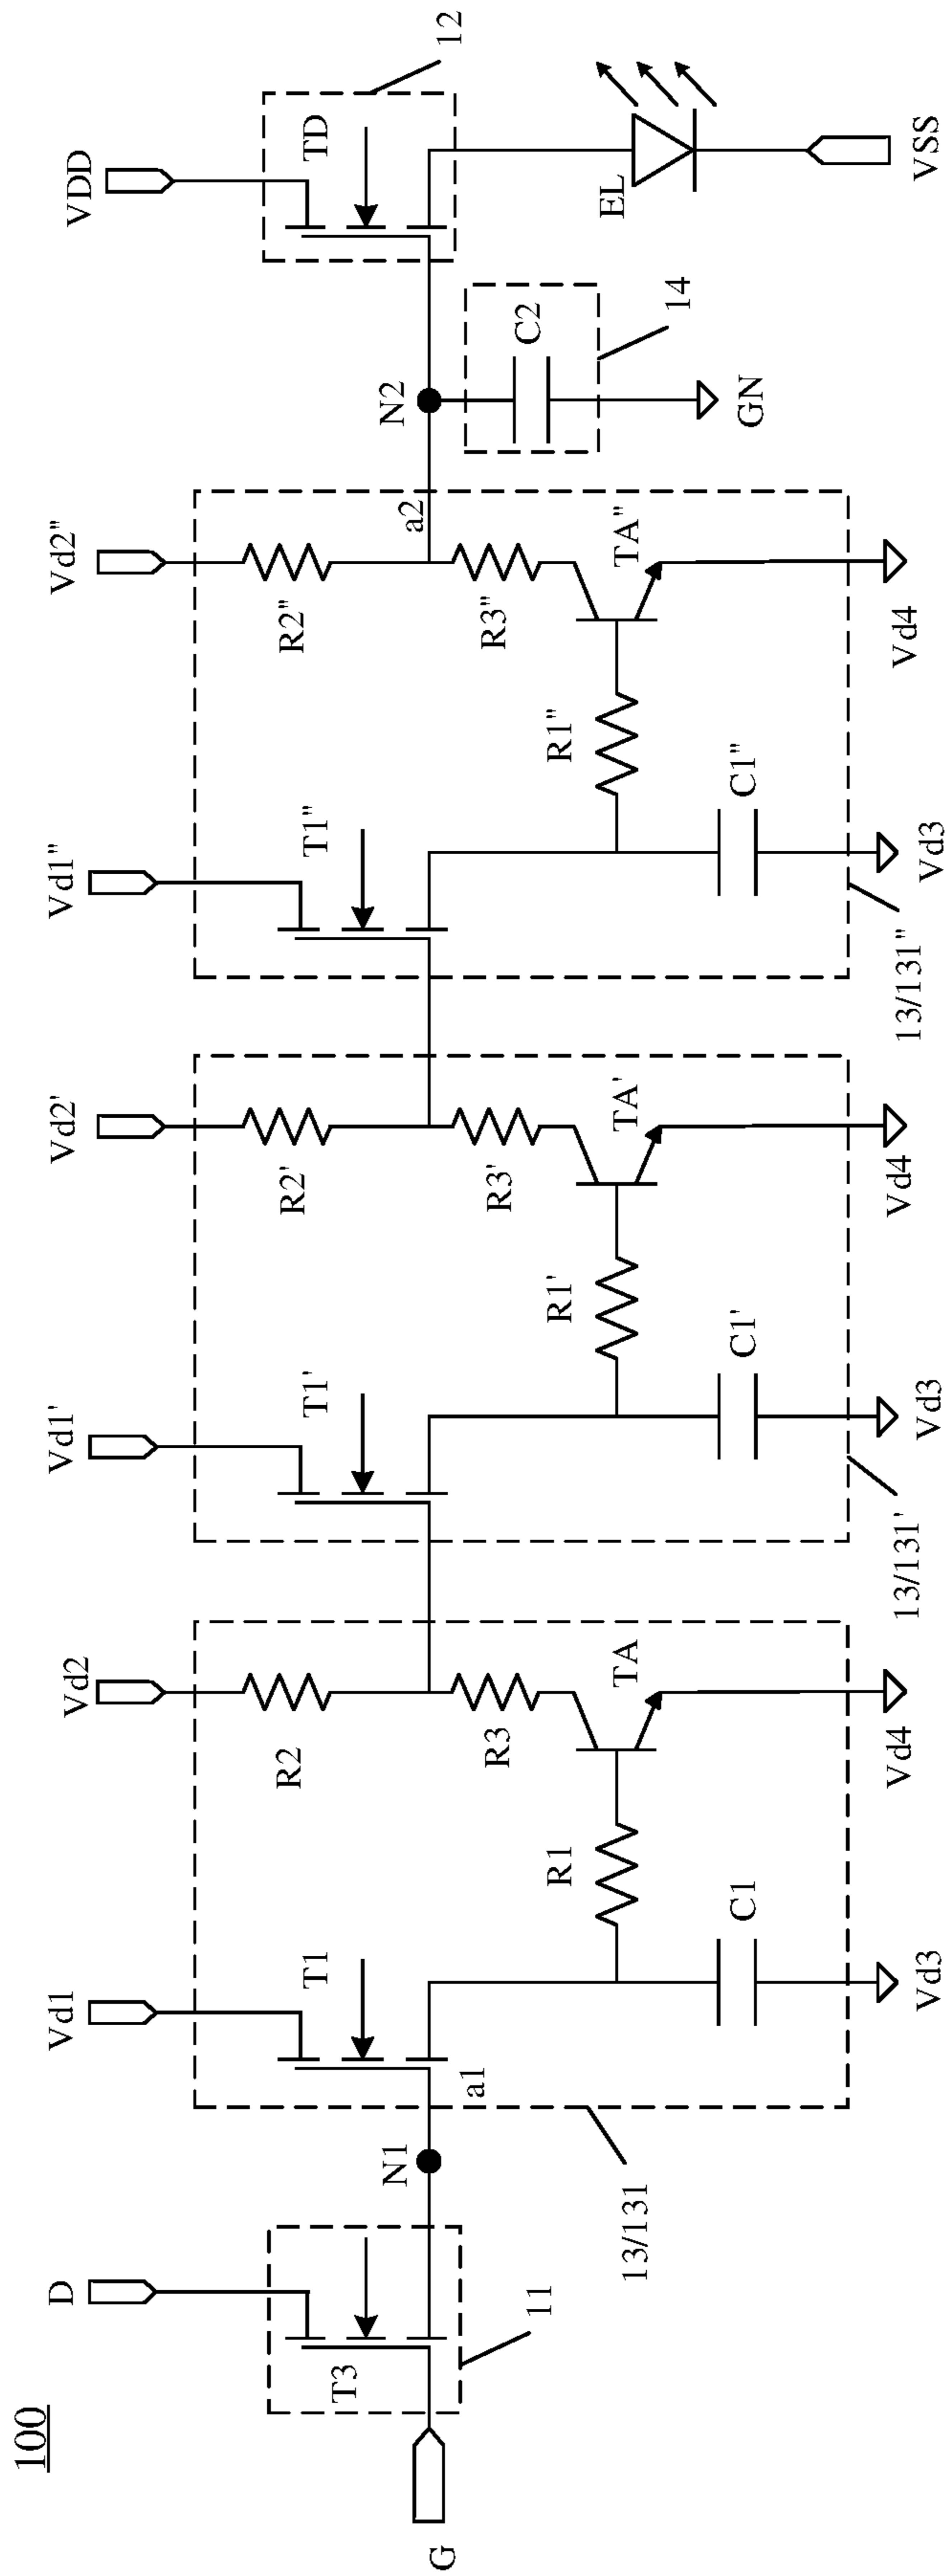 100
G
D
T3
11
N1
a1
Vd1
T1
Vd2
R2
R3
R1
TA
C1
Vd3
Vd4
13/131
Vd1'
T1'
Vd2'
R2'
R3'
R1'
TA'
C1'
Vd3
Vd4
13/131'
Vd1"
T1"
Vd2"
R2"
R3"
R1"
TA"
C1"
Vd3
Vd4
13/131"
a2
N2
C2
14
GN
VDD
TD
12
EL
VSS